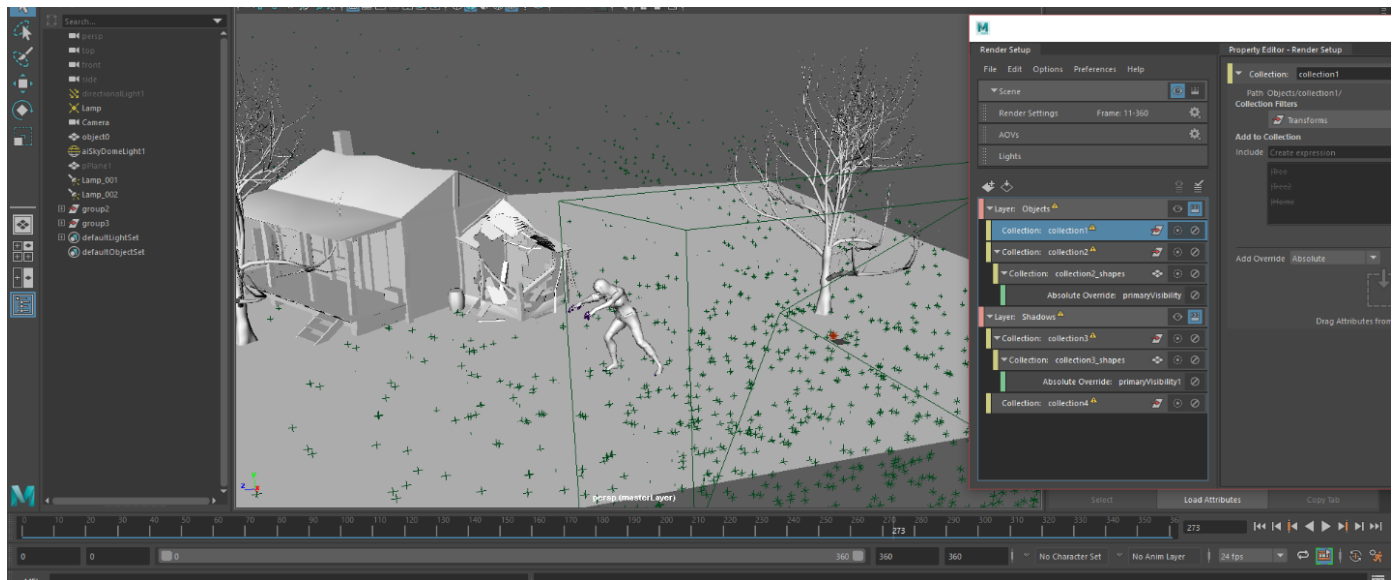 Search...
persp
top
front
side
directionalLight1
Lamp
Camera
objectD
aiSkyDomeLight1
pPlane1
Lamp_001
Lamp_002
group2
group3
defaultLightSet
defaultObjectSet
persp (masterLayer)
Render Setup
File Edit Options Preferences Help
Scene
Render Settings Frame: 11-360
AOVs
Lights
Layer: Objects
Collection: collection1
Collection: collection2
Collection: collection2_shapes
Absolute Override: primaryVisibility
Layer: Shadows
Collection: collection3
Collection: collection3_shapes
Absolute Override: primaryVisibility1
Collection: collection4
Property Editor - Render Setup
Collection: collection1
Path Objects/collection1/
Collection Filters
Transforms
Add to Collection
Include Create expression
|tree
|tree2
|Home
Add Override Absolute
Drag Attributes from
Select Load Attributes Copy Tab
0 10 20 30 40 50 60 70 80 90 100 110 120 130 140 150 160 170 180 190 200 210 220 230 240 250 260 270 280 290 300 310 320 330 340 350 36
273
273
0 0 0 360 360 360 No Character Set No Anim Layer 24 fps